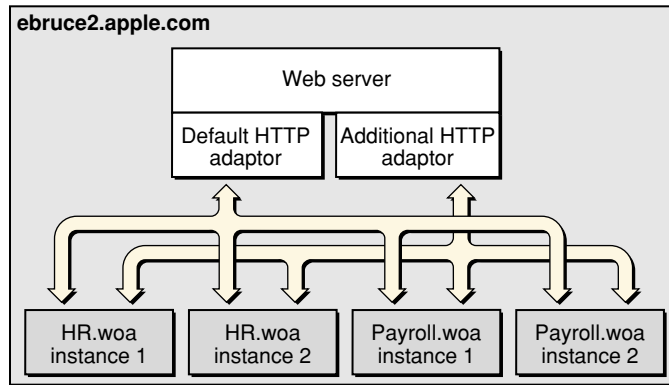 ebruce2.apple.com
Web server
Default HTTP
adaptor
Additional HTTP
adaptor
HR.woa
instance 1
HR.woa
instance 2
Payroll.woa
instance 1
Payroll.woa
instance 2